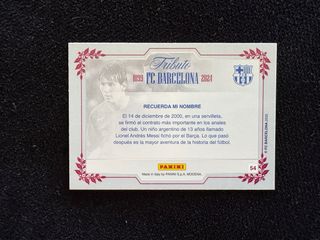 Tributo
1899 FC BARCELONA 2024
RECUERDA MI NOMBRE
El 14 de diciembre de 2000, en una servilleta,
se firmó el contrato más importante en los anales
del club. Un niño argentino de 13 años llamado
Lionel Andrés Messi fichó por el Barça. Lo que pasó
después es la mayor aventura de la historia del fútbol.
PANINI
54
Made in Italy by PANINI S.p.A. MODENA